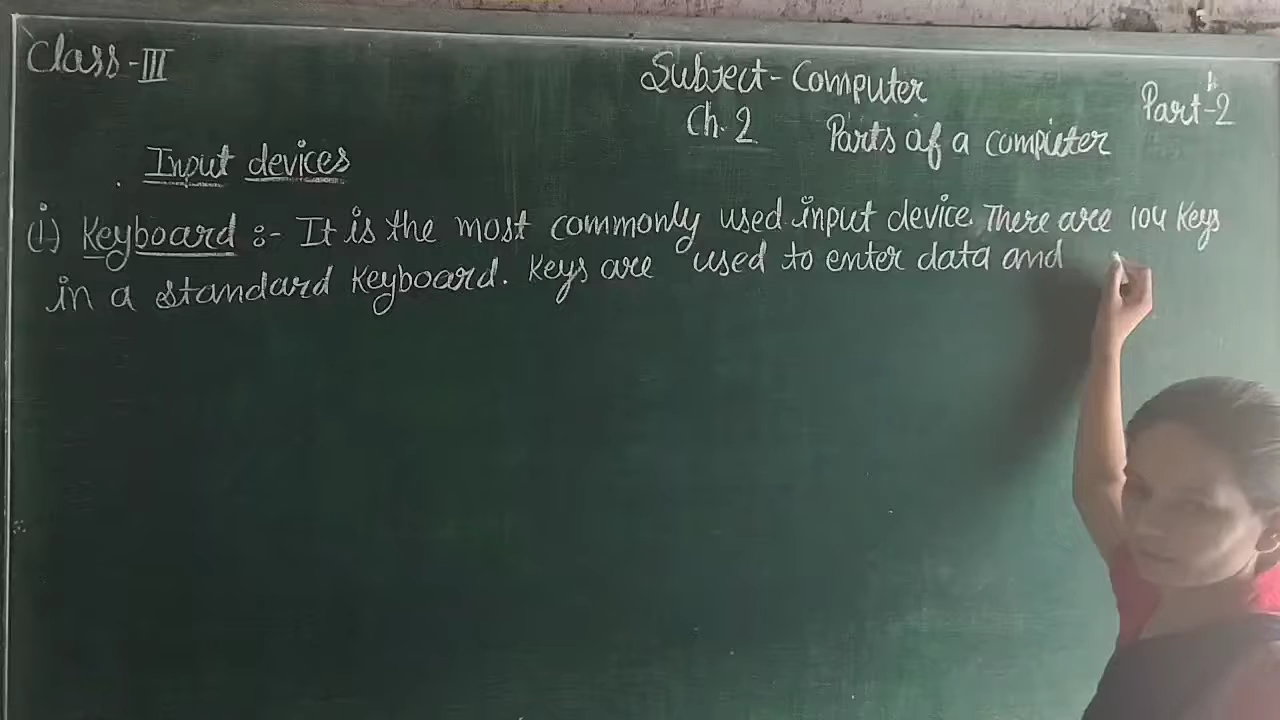 Class-III
Subject-Computer
Part-2
Ch.2 Parts of a computer
Input devices
(i.) Keyboard :- It is the most commonly used input device. There are 104 Keys
in a standard Keyboard. Keys are used to enter data and